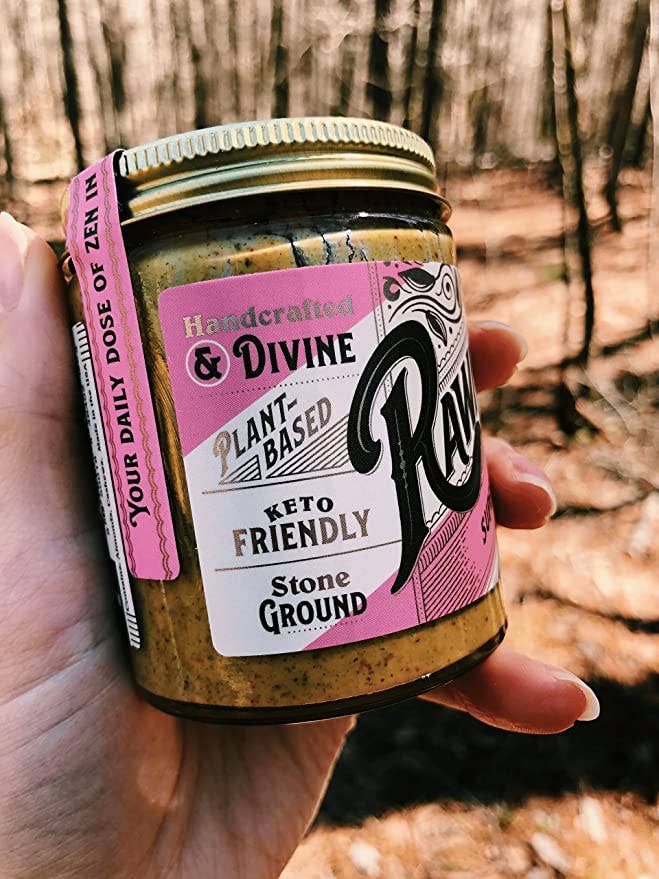 YOUR DAILY DOSE OF ZEN IN
Handcrafted
& DIVINE
PLANT-
BASED
KETO
FRIENDLY
Stone
GROUND
RAW